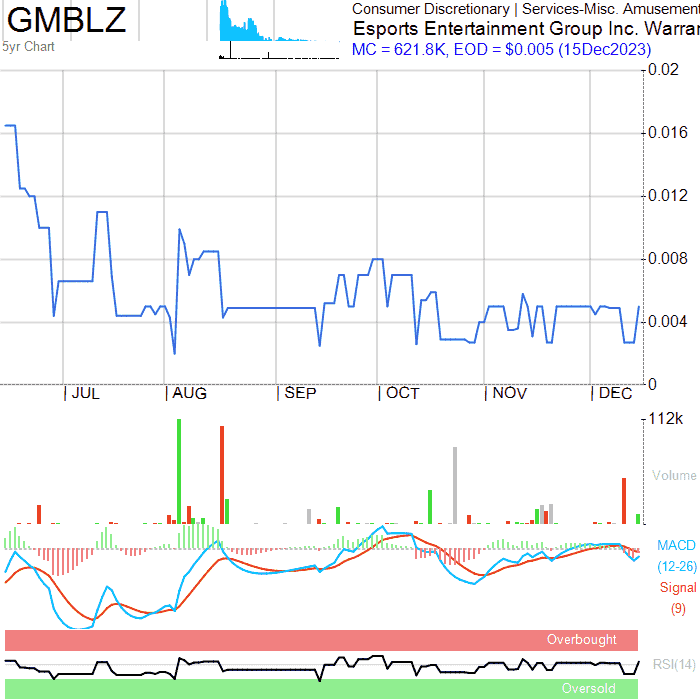 GMBLZ
5yr Chart
Consumer Discretionary | Services-Misc. Amusement
Esports Entertainment Group Inc. Warrar
MC = 621.8K, EOD = $0.005 (15Dec2023)
0.02
0.016
0.012
0.008
0.004
0
JUL
AUG
SEP
OCT
NOV
DEC
112k
Volume
MACD
(12-26)
Signal
(9)
Overbought
RSI(14)
Oversold